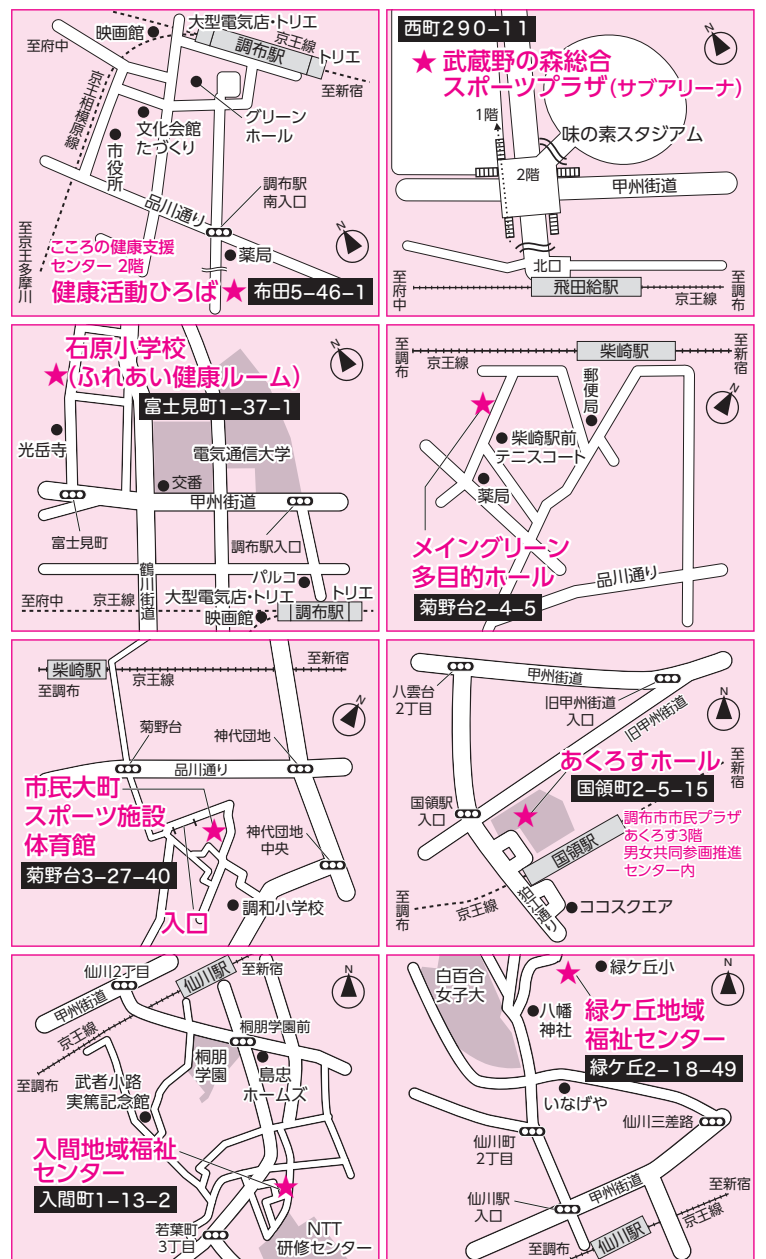 大型電気店・トリエ
映画館
京王線
至府中
調布駅
トリエ
至新宿
京王相模原線
グリーン
ホール
文化会館
たづくり
市役所
調布駅
南入口
品川通り
至京王多摩川
こころの健康支援
センター 2階
薬局
健康活動ひろば
布田5-46-1
N
西町290-11
N
武蔵野の森総合
スポーツプラザ(サブアリーナ)
1階
味の素スタジアム
2階
甲州街道
北口
至府中
飛田給駅
京王線
至調布
石原小学校
(ふれあい健康ルーム)
N
富士見町1-37-1
光岳寺
電気通信大学
交番
甲州街道
富士見町
調布駅入口
鶴川街道
パルコ
至府中
京王線
大型電気店・トリエ
トリエ
映画館
調布駅
至調布
京王線
柴崎駅
至新宿
郵便局
N
柴崎駅前
テニスコート
薬局
メイングリーン
多目的ホール
品川通り
菊野台2-4-5
柴崎駅
至調布
京王線
至新宿
N
菊野台
神代団地
品川通り
市民大町
スポーツ施設
体育館
神代団地
中央
菊野台3-27-40
調和小学校
入口
八雲台
2丁目
甲州街道
旧甲州街道
入口
N
旧甲州街道
あくろすホール
至新宿
国領町2-5-15
国領駅
入口
調布市市民プラザ
あくろす3階
男女共同参画推進
センター内
国領駅
至調布
京王線
狛江通り
ココスクエア
仙川2丁目
仙川駅
至新宿
N
甲州街道
京王線
桐朋学園前
至調布
桐朋
学園
島忠
ホームズ
武者小路
実篤記念館
入間地域福祉
センター
入間町1-13-2
若葉町
3丁目
NTT
研修センター
白百合
女子大
緑ケ丘小
N
八幡
神社
緑ケ丘地域
福祉センター
緑ケ丘2-18-49
いなげや
仙川三差路
仙川町
2丁目
仙川駅
入口
甲州街道
至新宿
京王線
至調布
仙川駅